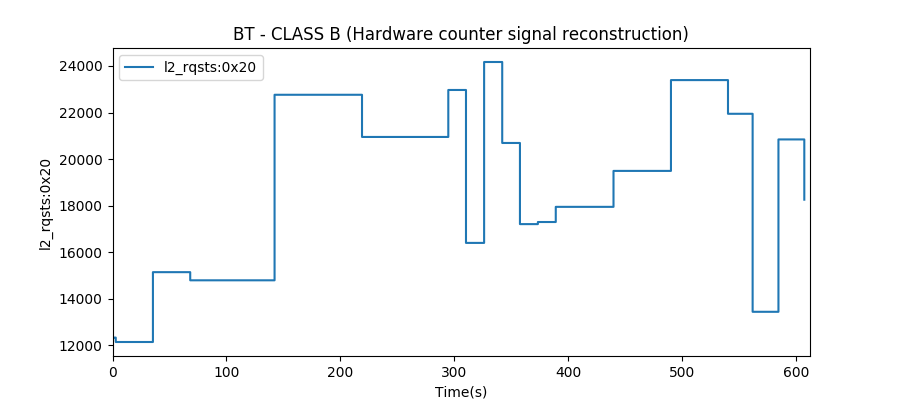 BT - CLASS B (Hardware counter signal reconstruction)
l2_rqsts:0x20
24000
22000
20000
18000
16000
14000
12000
l2_rqsts:0x20
0 100 200 300 400 500 600
Time(s)